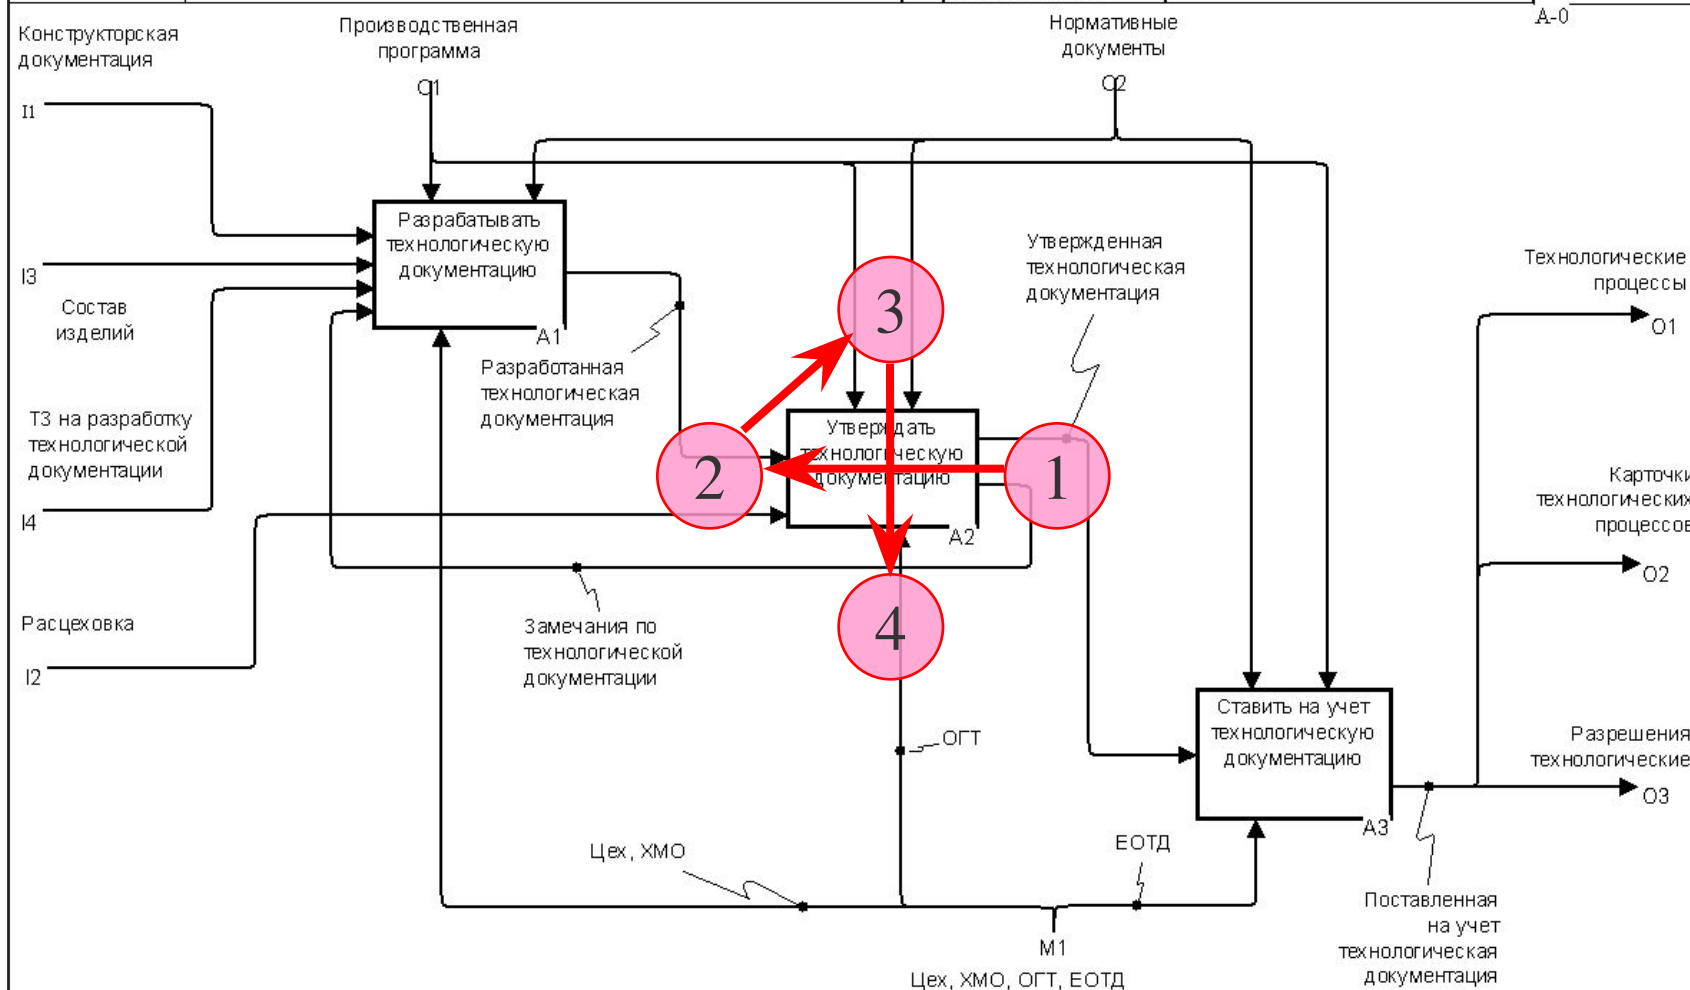 A-0
Конструкторская
документация
I1
Производственная
программа
C1
Нормативные
документы
C2
I3
Состав
изделий
Разрабатывать
технологическую
документацию
A1
Разработанная
технологическая
документация
ТЗ на разработку
технологической
документации
I4
Расцеховка
I2
Утвержденная
технологическая
документация
3
2
1
4
Утверждать
технологическую
документацию
A2
Замечания по
технологической
документации
ОГТ
Технологические
процессы
O1
Карточки
технологических
процессов
O2
Разрешения
технологические
O3
Ставить на учет
технологическую
документацию
A3
Цех, ХМО
ЕОТД
M1
Цех, ХМО, ОГТ, ЕОТД
Поставленная
на учет
технологическая
документация